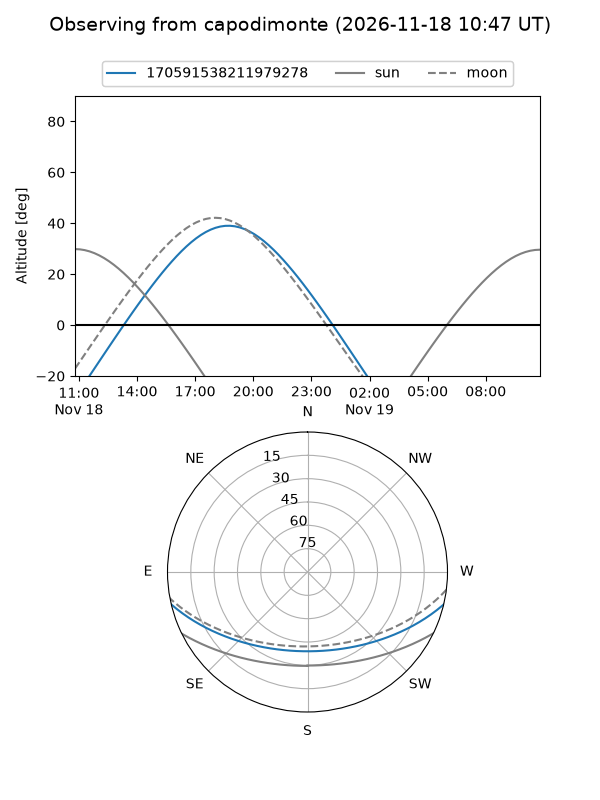 Observing from capodimonte (2026-11-18 10:47 UT)
170591538211979278 sun moon
80
60
40
20
0
−20
Altitude [deg]
11:00 14:00 17:00 20:00 23:00 02:00 05:00 08:00
Nov 18 Nov 19
N
NE NW
15
30
45
60
75
E W
SE SW
S